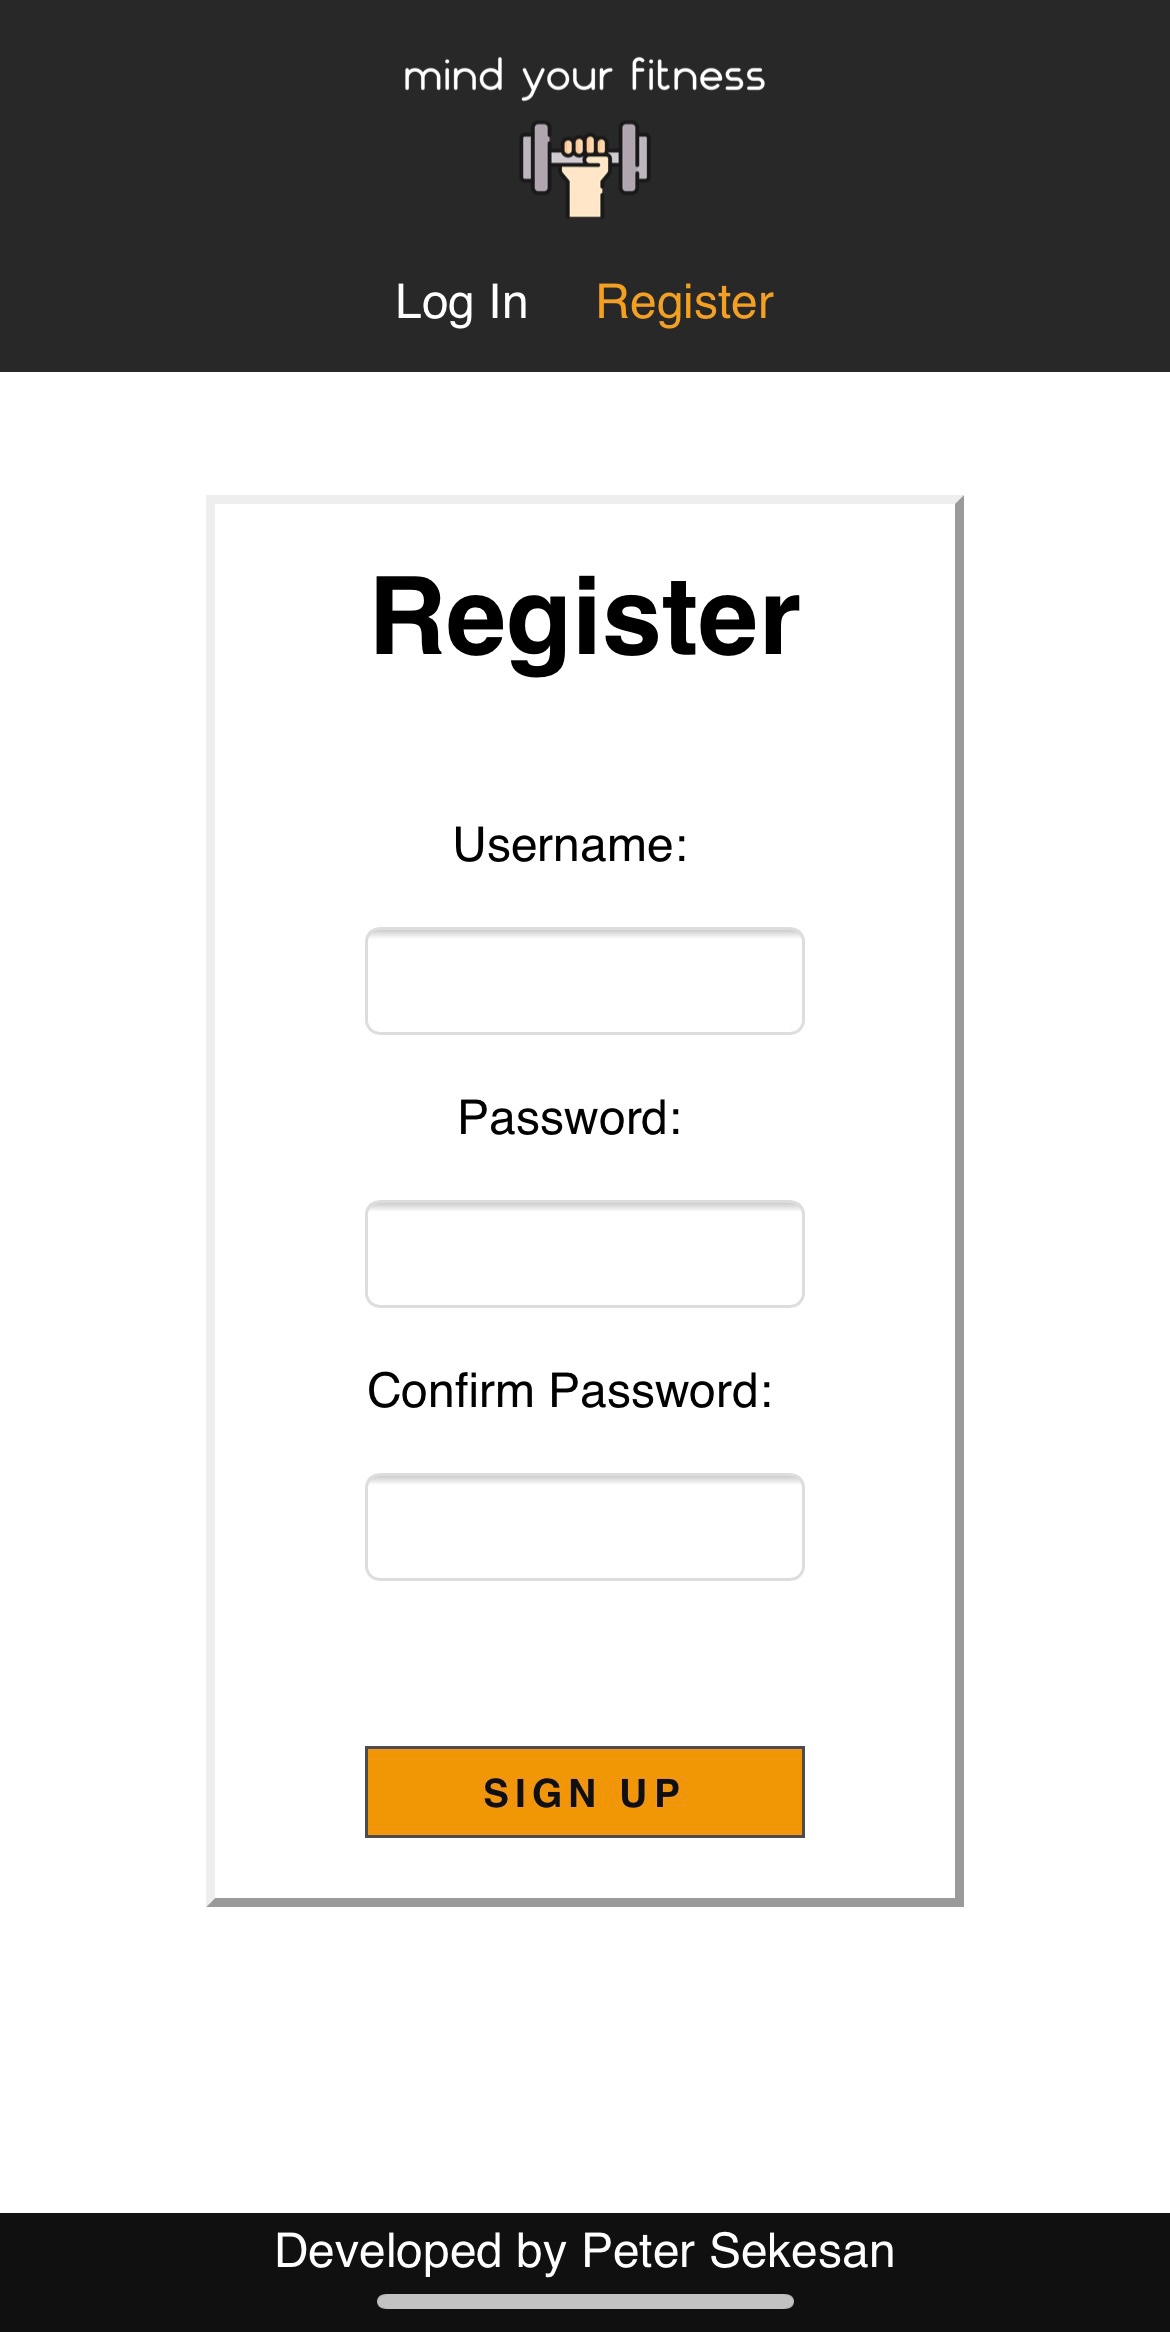 mind your fitness
Log In Register
Register
Username:
Password:
Confirm Password:
SIGN UP
Developed by Peter Sekesan